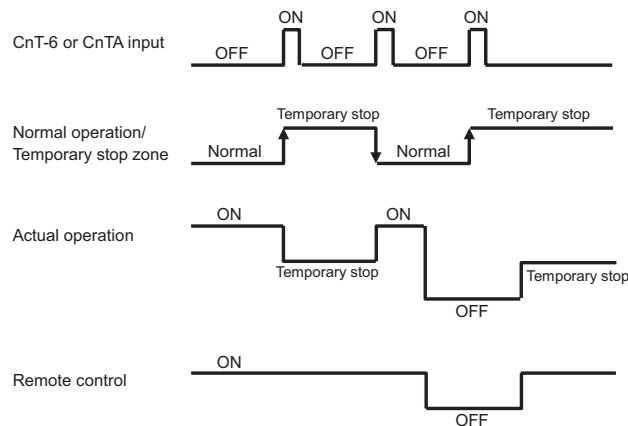 ON ON ON
CnT-6 or CnTA input
OFF OFF OFF
Temporary stop Temporary stop
Normal operation/
Temporary stop zone
Normal Normal
ON ON
Actual operation
Temporary stop Temporary stop
OFF
ON
Remote control
OFF